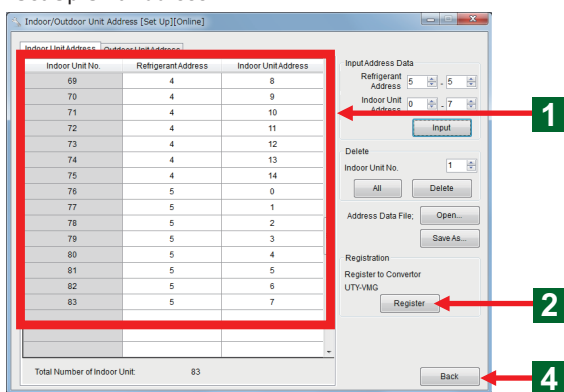 Indoor/Outdoor Unit Address [Set Up][Online]
Indoor Unit Address Outdoor Unit Address
Indoor Unit No. Refrigerant Address Indoor Unit Address
69 4 8
70 4 9
71 4 10
72 4 11
73 4 12
74 4 13
75 4 14
76 5 0
77 5 1
78 5 2
79 5 3
80 5 4
81 5 5
82 5 6
83 5 7
Total Number of Indoor Unit: 83
Input Address Data
Refrigerant
Address 5 - 5
Indoor Unit
Address 0 - 7
Input
1
Delete
Indoor Unit No. 1
All Delete
Address Data File; Open...
Save As...
Registration
Register to Convertor
UTY-VMG
Register
2
Back
4